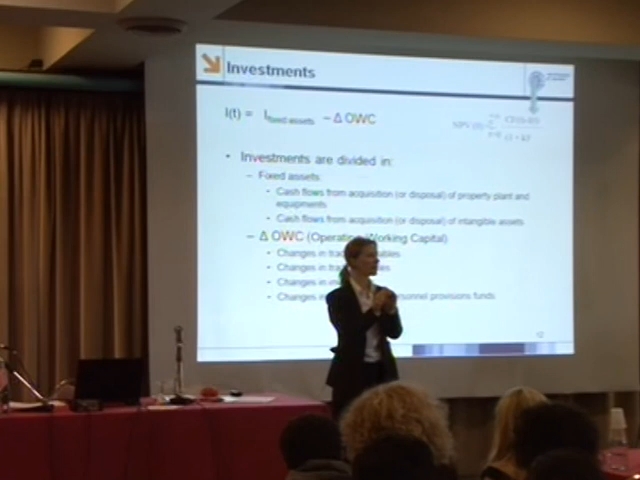 Investments
I(t) = I fixed assets – Δ OWC
• Investments are divided in:
– Fixed assets:
• Cash flows from acquisition (or disposal) of property plant and
equipments
• Cash flows from acquisition (or disposal) of intangible assets
– Δ OWC (Operating Working Capital)
• Changes in
• Changes in
• Changes in
• Changes in personnel provisions funds
12